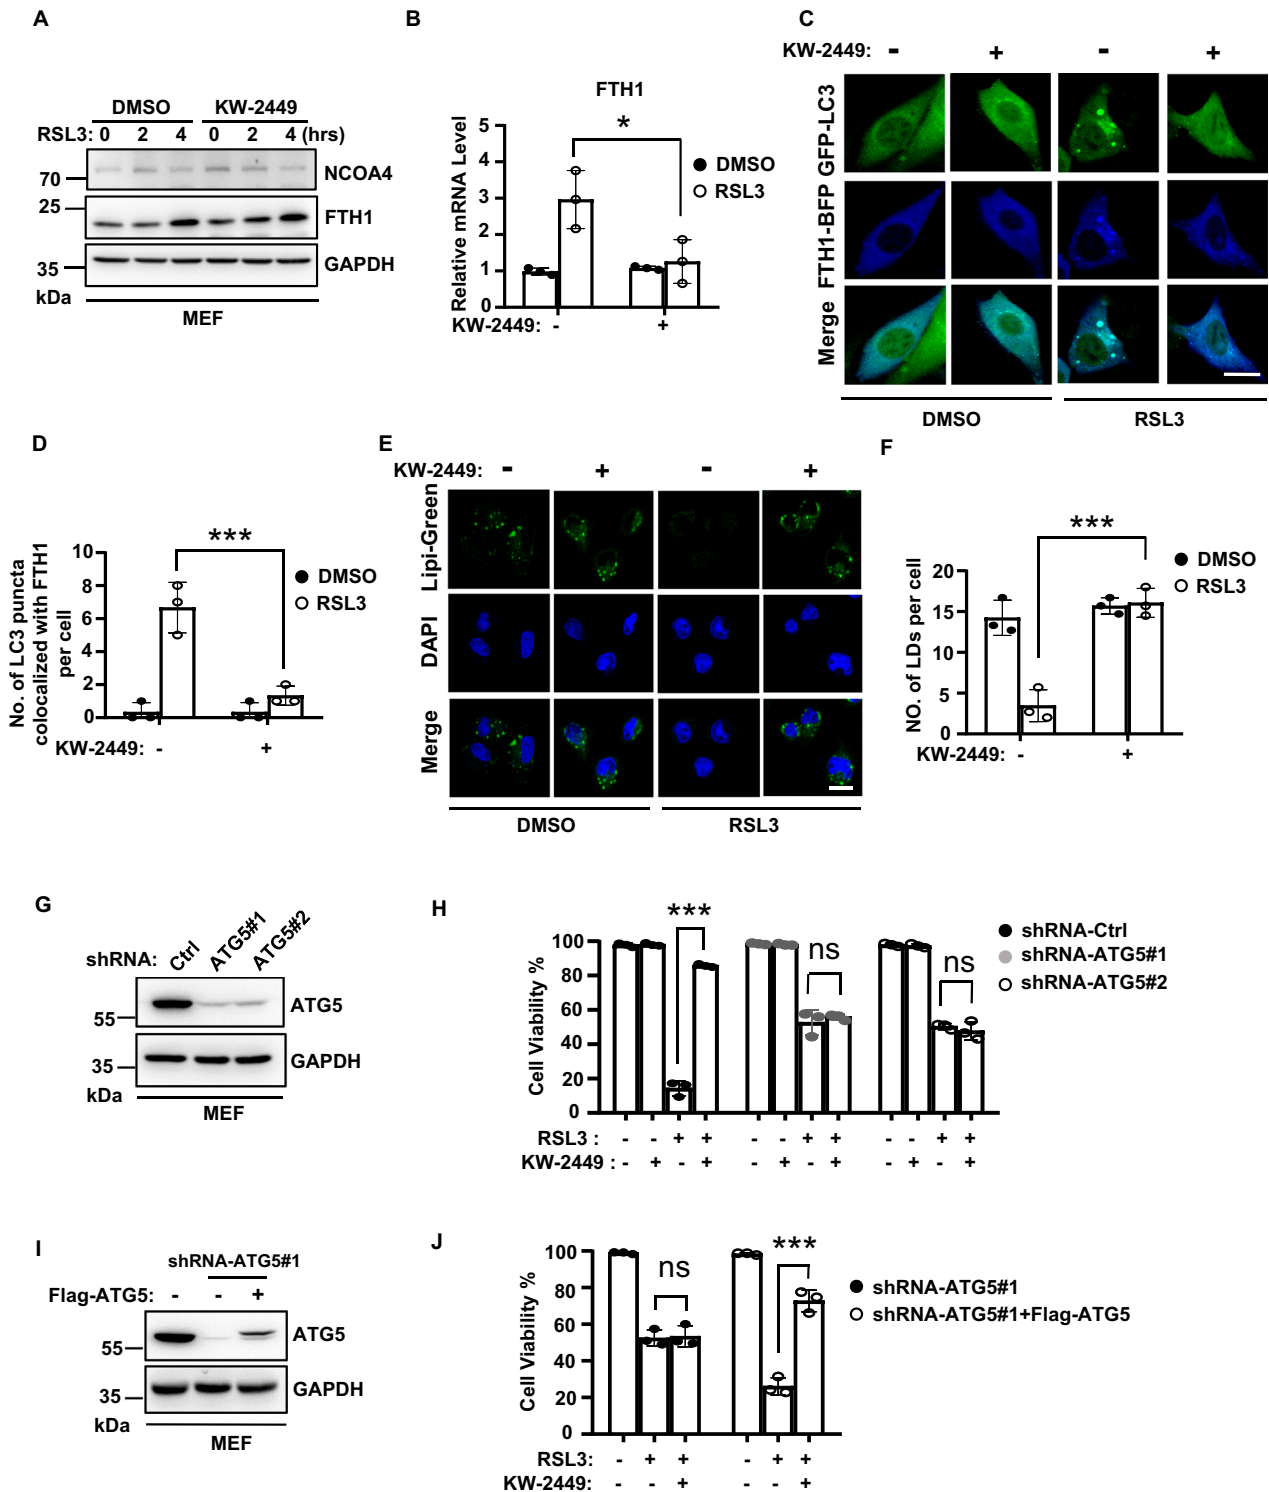 A
DMSO KW-2449
RSL3: 0 2 4 0 2 4 (hrs)
NCOA4
70
25
FTH1
GAPDH
35
kDa
MEF
B
FTH1
Relative mRNA Level
5
4
3
2
1
0
*
DMSO
RSL3
KW-2449: - +
C
KW-2449: - + - +
GFP-LC3
FTH1-BFP
Merge
DMSO RSL3
D
No. of LC3 puncta
colocalized with FTH1
per cell
10
8
6
4
2
0
***
DMSO
RSL3
KW-2449: - +
E
KW-2449: - + - +
Lipi-Green
DAPI
Merge
DMSO RSL3
F
NO. of LDs per cell
20
15
10
5
0
***
DMSO
RSL3
KW-2449: - +
G
shRNA: Ctrl ATG5#1 ATG5#2
ATG5
55
GAPDH
35
kDa
MEF
H
Cell Viability %
100
80
60
40
20
0
*** ns ns
shRNA-Ctrl
shRNA-ATG5#1
shRNA-ATG5#2
RSL3 : - - + + - - + + - - + +
KW-2449 : - + - + - + - + - + - +
I
shRNA-ATG5#1
Flag-ATG5: - - +
ATG5
55
GAPDH
35
kDa
MEF
J
Cell Viability %
100
80
60
40
20
0
ns ***
shRNA-ATG5#1
shRNA-ATG5#1+Flag-ATG5
RSL3: - + + - + +
KW-2449: - - + - - +